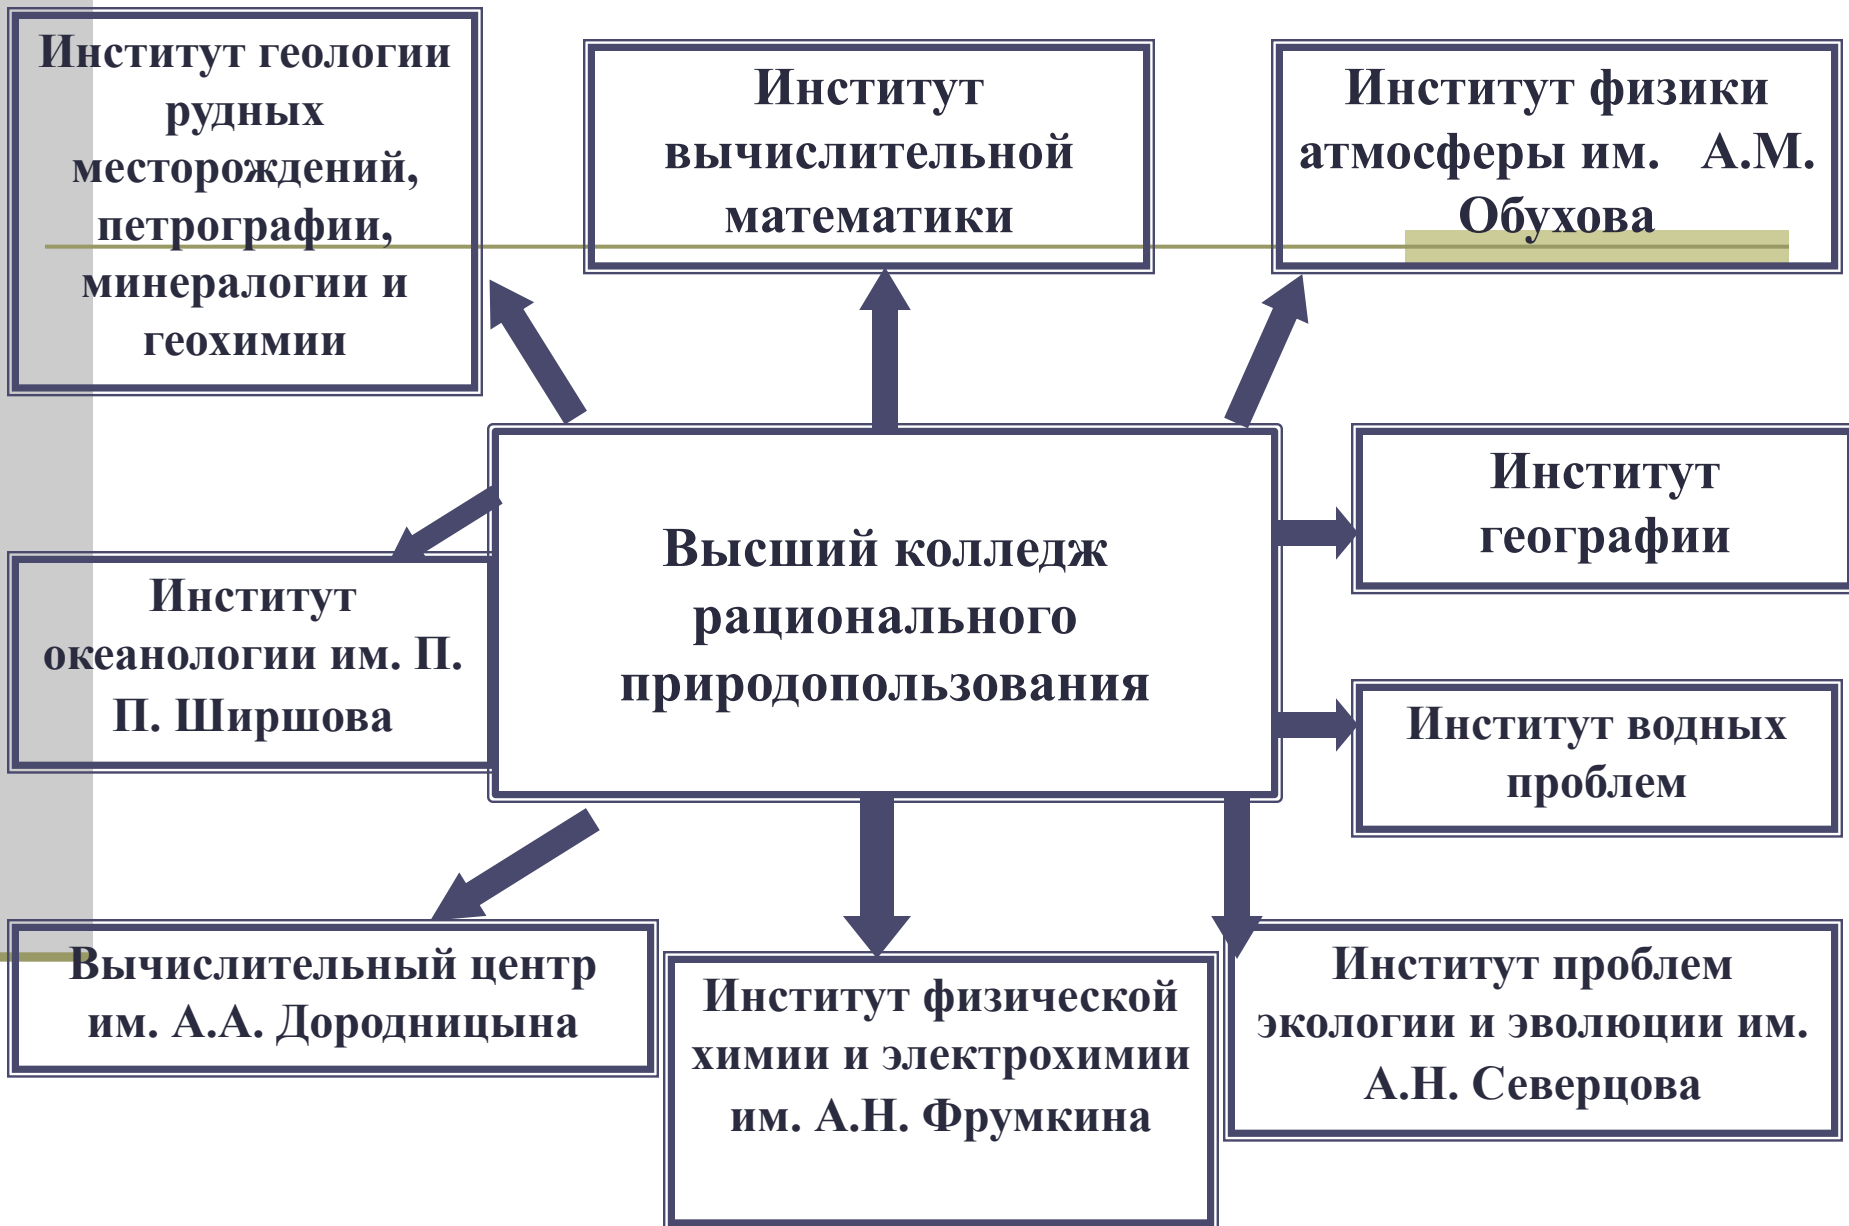 Институт геологии
рудных
месторождений,
петрографии,
минералогии и
геохимии
Институт
вычислительной
математики
Институт физики
атмосферы им. А.М.
Обухова
Институт
географии
Высший колледж
рационального
природопользования
Институт
океанологии им. П.
П. Ширшова
Институт водных
проблем
Вычислительный центр
им. А.А. Дородницына
Институт физической
химии и электрохимии
им. А.Н. Фрумкина
Институт проблем
экологии и эволюции им.
А.Н. Северцова